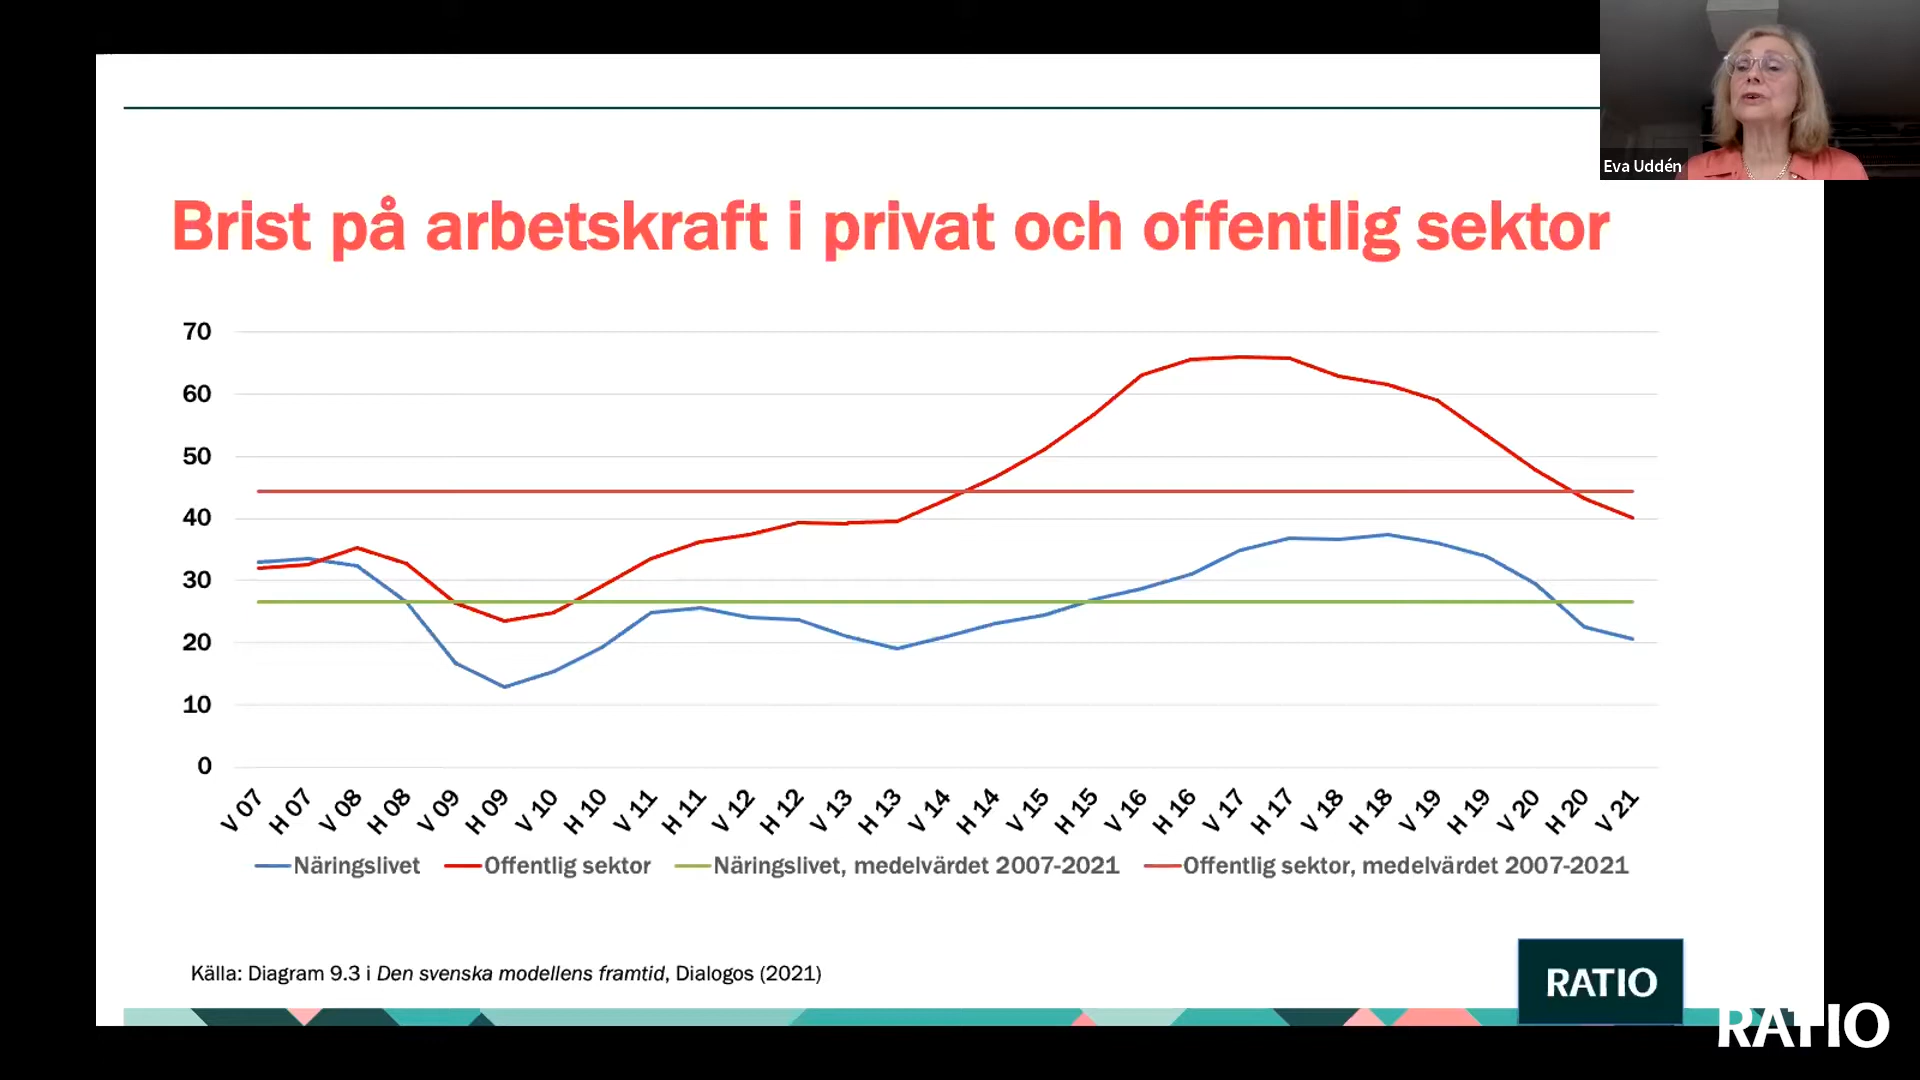 Eva Uddén
Brist på arbetskraft i privat och offentlig sektor
70
60
50
40
30
20
10
0
V 07 H 07 V 08 H 08 V 09 H 09 V 10 H 10 V 11 H 11 V 12 H 12 V 13 H 13 V 14 H 14 V 15 H 15 V 16 H 16 V 17 H 17 V 18 H 18 V 19 H 19 V 20 H 20 V 21
Näringslivet Offentlig sektor Näringslivet, medelvärdet 2007-2021 Offentlig sektor, medelvärdet 2007-2021
Källa: Diagram 9.3 i Den svenska modellens framtid, Dialogos (2021)
RATIO
RATIO